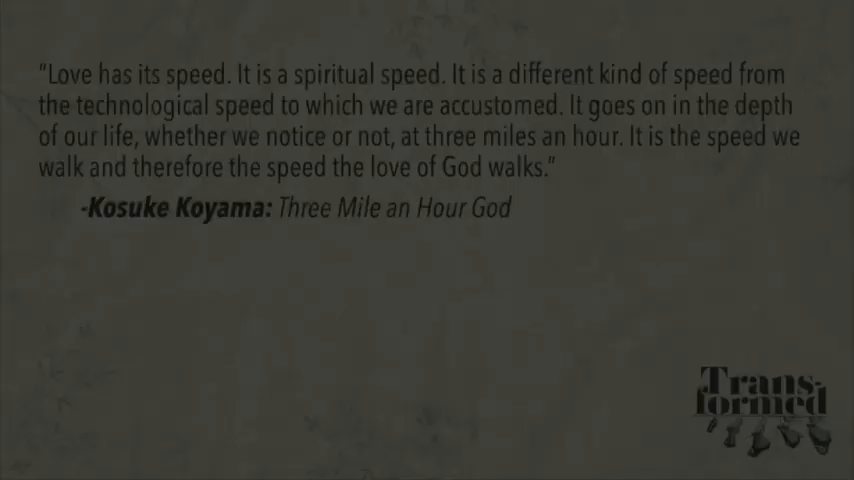 "Love has its speed. It is a spiritual speed. It is a different kind of speed from
the technological speed to which we are accustomed. It goes on in the depth
of our life, whether we notice or not, at three miles an hour. It is the speed we
walk and therefore the speed the love of God walks."
-Kosuke Koyama: Three Mile an Hour God
Trans-
formed